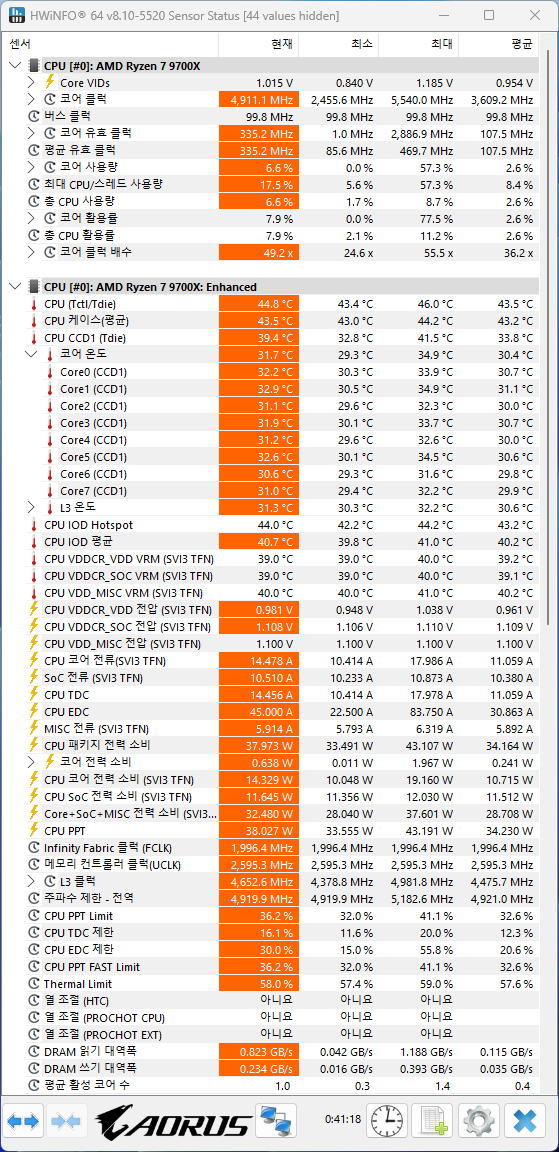 HWiNFO® 64 v8.10-5520 Sensor Status [44 values hidden]
센서 현재 최소 최대 평균
CPU [#0]: AMD Ryzen 7 9700X
Core VIDs 1.015 V 0.840 V 1.185 V 0.954 V
코어 클럭 4,911.1 MHz 2,455.6 MHz 5,540.0 MHz 3,609.2 MHz
버스 클럭 99.8 MHz 99.8 MHz 99.8 MHz 99.8 MHz
코어 유효 클럭 335.2 MHz 1.0 MHz 2,886.9 MHz 107.5 MHz
평균 유효 클럭 335.2 MHz 85.6 MHz 469.7 MHz 107.5 MHz
코어 사용량 6.6 % 0.0 % 57.3 % 2.6 %
최대 CPU/스레드 사용량 17.5 % 5.6 % 57.3 % 8.4 %
총 CPU 사용량 6.6 % 1.7 % 8.7 % 2.6 %
코어 활용률 7.9 % 0.0 % 77.5 % 2.6 %
총 CPU 활용률 7.9 % 2.1 % 11.2 % 2.6 %
코어 클럭 배수 49.2 x 24.6 x 55.5 x 36.2 x
CPU [#0]: AMD Ryzen 7 9700X: Enhanced
CPU (Tctl/Tdie) 44.8 °C 43.4 °C 46.0 °C 43.5 °C
CPU 케이스(평균) 43.5 °C 43.0 °C 44.2 °C 43.2 °C
CPU CCD1 (Tdie) 39.4 °C 32.8 °C 41.5 °C 33.8 °C
코어 온도 31.7 °C 29.3 °C 34.9 °C 30.4 °C
Core0 (CCD1) 32.2 °C 30.3 °C 33.9 °C 30.7 °C
Core1 (CCD1) 32.9 °C 30.5 °C 34.9 °C 31.1 °C
Core2 (CCD1) 31.1 °C 29.6 °C 32.3 °C 30.0 °C
Core3 (CCD1) 31.9 °C 30.1 °C 33.7 °C 30.7 °C
Core4 (CCD1) 31.2 °C 29.6 °C 32.6 °C 30.0 °C
Core5 (CCD1) 32.6 °C 30.1 °C 34.5 °C 30.6 °C
Core6 (CCD1) 30.6 °C 29.3 °C 31.6 °C 29.8 °C
Core7 (CCD1) 31.0 °C 29.4 °C 32.2 °C 29.9 °C
L3 온도 31.3 °C 30.3 °C 32.2 °C 30.6 °C
CPU IOD Hotspot 44.0 °C 42.2 °C 44.2 °C 43.2 °C
CPU IOD 평균 40.7 °C 39.8 °C 41.0 °C 40.2 °C
CPU VDDCR_VDD VRM (SVI3 TFN) 39.0 °C 39.0 °C 40.0 °C 39.2 °C
CPU VDDCR_SOC VRM (SVI3 TFN) 39.0 °C 39.0 °C 40.0 °C 39.1 °C
CPU VDD_MISC VRM (SVI3 TFN) 40.0 °C 40.0 °C 41.0 °C 40.2 °C
CPU VDDCR_VDD 전압 (SVI3 TFN) 0.981 V 0.948 V 1.038 V 0.961 V
CPU VDDCR_SOC 전압 (SVI3 TFN) 1.108 V 1.106 V 1.110 V 1.109 V
CPU VDD_MISC 전압 (SVI3 TFN) 1.100 V 1.100 V 1.100 V 1.100 V
CPU 코어 전류(SVI3 TFN) 14.478 A 10.414 A 17.986 A 11.059 A
SoC 전류 (SVI3 TFN) 10.510 A 10.233 A 10.873 A 10.380 A
CPU TDC 14.456 A 10.414 A 17.978 A 11.059 A
CPU EDC 45.000 A 22.500 A 83.750 A 30.863 A
MISC 전류 (SVI3 TFN) 5.914 A 5.793 A 6.319 A 5.892 A
CPU 패키지 전력 소비 37.973 W 33.491 W 43.107 W 34.164 W
코어 전력 소비 0.638 W 0.011 W 1.967 W 0.241 W
CPU 코어 전력 소비 (SVI3 TFN) 14.329 W 10.048 W 19.160 W 10.715 W
CPU SoC 전력 소비 (SVI3 TFN) 11.645 W 11.356 W 12.030 W 11.512 W
Core+SoC+MISC 전력 소비 (SVI3... 32.480 W 28.040 W 37.601 W 28.708 W
CPU PPT 38.027 W 33.555 W 43.191 W 34.230 W
Infinity Fabric 클럭 (FCLK) 1,996.4 MHz 1,996.4 MHz 1,996.4 MHz 1,996.4 MHz
메모리 컨트롤러 클럭(UCLK) 2,595.3 MHz 2,595.3 MHz 2,595.3 MHz 2,595.3 MHz
L3 클럭 4,652.6 MHz 4,378.8 MHz 4,981.8 MHz 4,475.7 MHz
주파수 제한 - 전역 4,919.9 MHz 4,919.9 MHz 5,182.6 MHz 4,921.0 MHz
CPU PPT Limit 36.2 % 32.0 % 41.1 % 32.6 %
CPU TDC 제한 16.1 % 11.6 % 20.0 % 12.3 %
CPU EDC 제한 30.0 % 15.0 % 55.8 % 20.6 %
CPU PPT FAST Limit 36.2 % 32.0 % 41.1 % 32.6 %
Thermal Limit 58.0 % 57.4 % 59.0 % 57.6 %
열 조절 (HTC) 아니요 아니요 아니요
열 조절 (PROCHOT CPU) 아니요 아니요 아니요
열 조절 (PROCHOT EXT) 아니요 아니요 아니요
DRAM 읽기 대역폭 0.823 GB/s 0.042 GB/s 1.188 GB/s 0.115 GB/s
DRAM 쓰기 대역폭 0.234 GB/s 0.016 GB/s 0.393 GB/s 0.035 GB/s
평균 활성 코어 수 1.0 0.3 1.4 0.4
AORUS 0:41:18